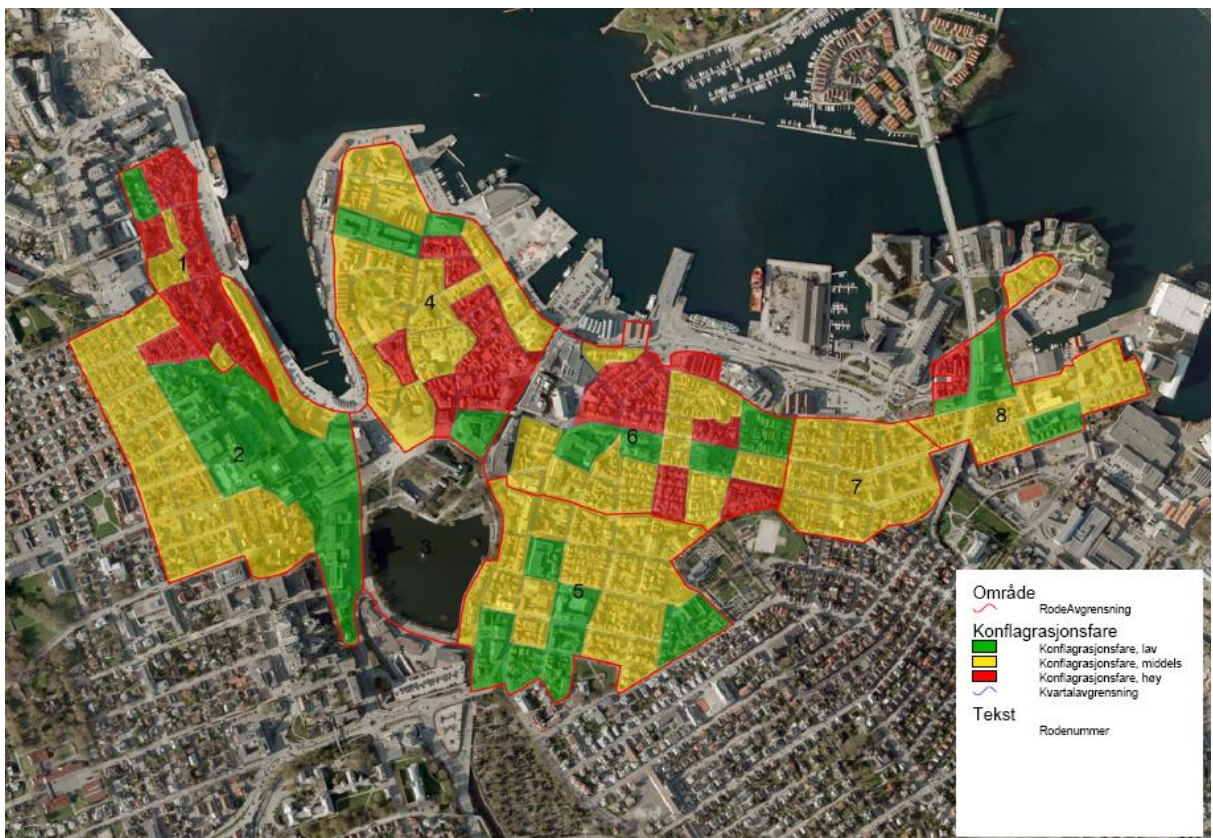 1
4
2
6
8
7
3
5
Område
RodeAvgrensning
Konflagrasjonsfare
Konflagrasjonsfare, lav
Konflagrasjonsfare, middels
Konflagrasjonsfare, høy
Kvartalavgrensning
Tekst
Rodenummer